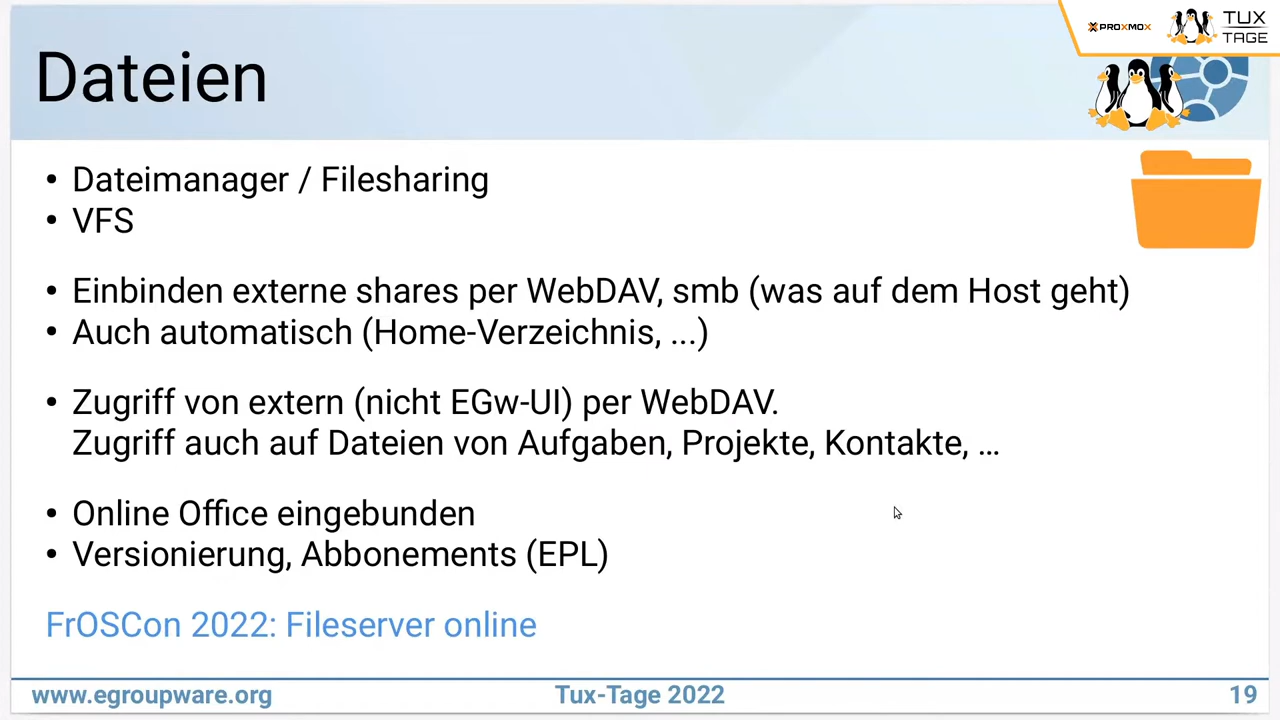 PROXMOX
TUX
TAGE
Dateien
• Dateimanager / Filesharing
• VFS
• Einbinden externe shares per WebDAV, smb (was auf dem Host geht)
• Auch automatisch (Home-Verzeichnis, ...)
• Zugriff von extern (nicht EGw-UI) per WebDAV.
Zugriff auch auf Dateien von Aufgaben, Projekte, Kontakte, …
• Online Office eingebunden
• Versionierung, Abbonements (EPL)
FrOSCon 2022: Fileserver online
www.egroupware.org
Tux-Tage 2022
19